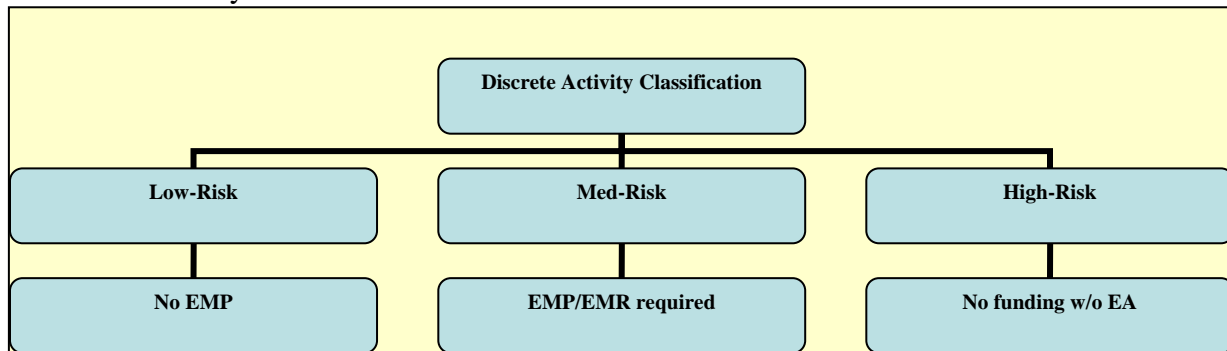 Discrete Activity Classification
Low-Risk
Med-Risk
High-Risk
No EMP
EMP/EMR required
No funding w/o EA